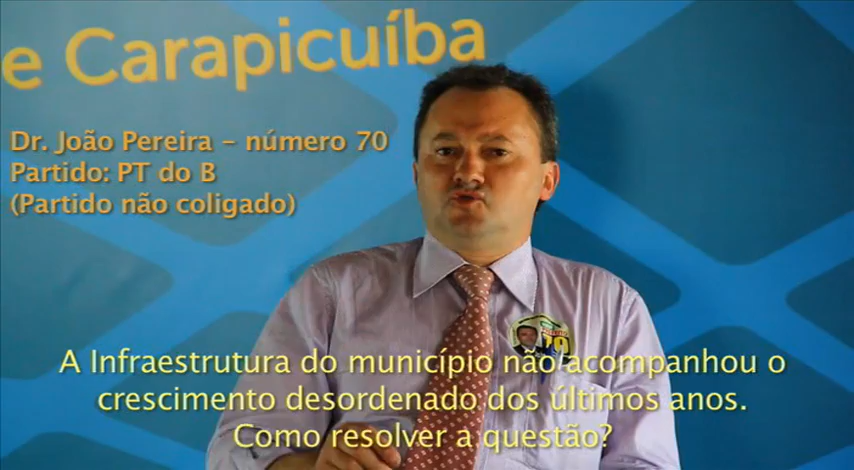 e Carapicuíba
Dr. João Pereira - número 70
Partido: PT do B
(Partido não coligado)
70
A Infraestrutura do município não acompanhou o
crescimento desordenado dos últimos anos.
Como resolver a questão?